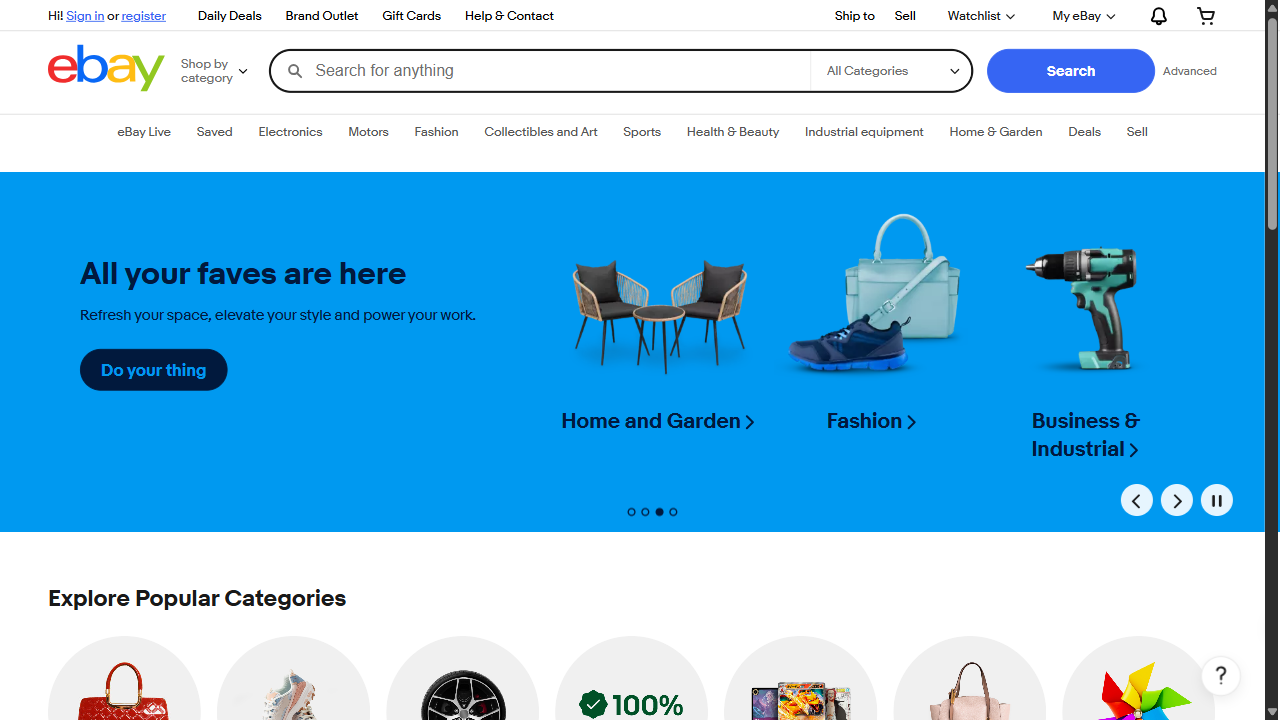 Hi! Sign in or register
Daily Deals
Brand Outlet
Gift Cards
Help & Contact
Ship to
Sell
Watchlist
My eBay
ebay
Shop by
category
Search for anything
All Categories
Search
Advanced
eBay Live
Saved
Electronics
Motors
Fashion
Collectibles and Art
Sports
Health & Beauty
Industrial equipment
Home & Garden
Deals
Sell
All your faves are here
Refresh your space, elevate your style and power your work.
Do your thing
Home and Garden
Fashion
Business &
Industrial
Explore Popular Categories
100%
?